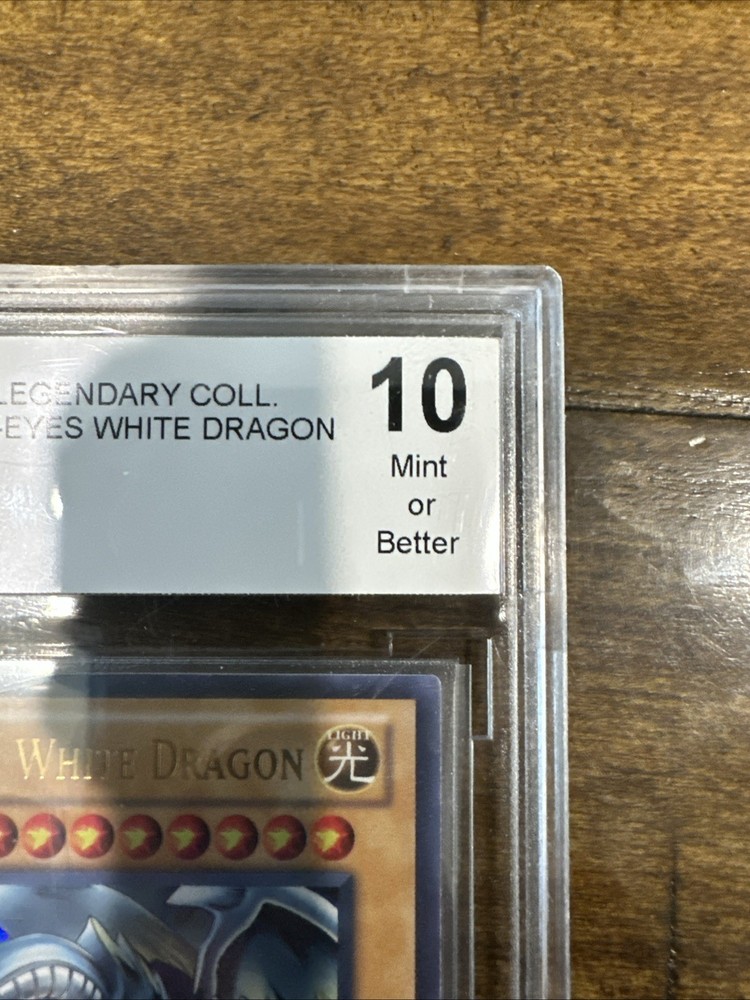 LEGENDARY COLL.
-EYES WHITE DRAGON
10
Mint
or
Better
WHITE DRAGON
LIGHT
光